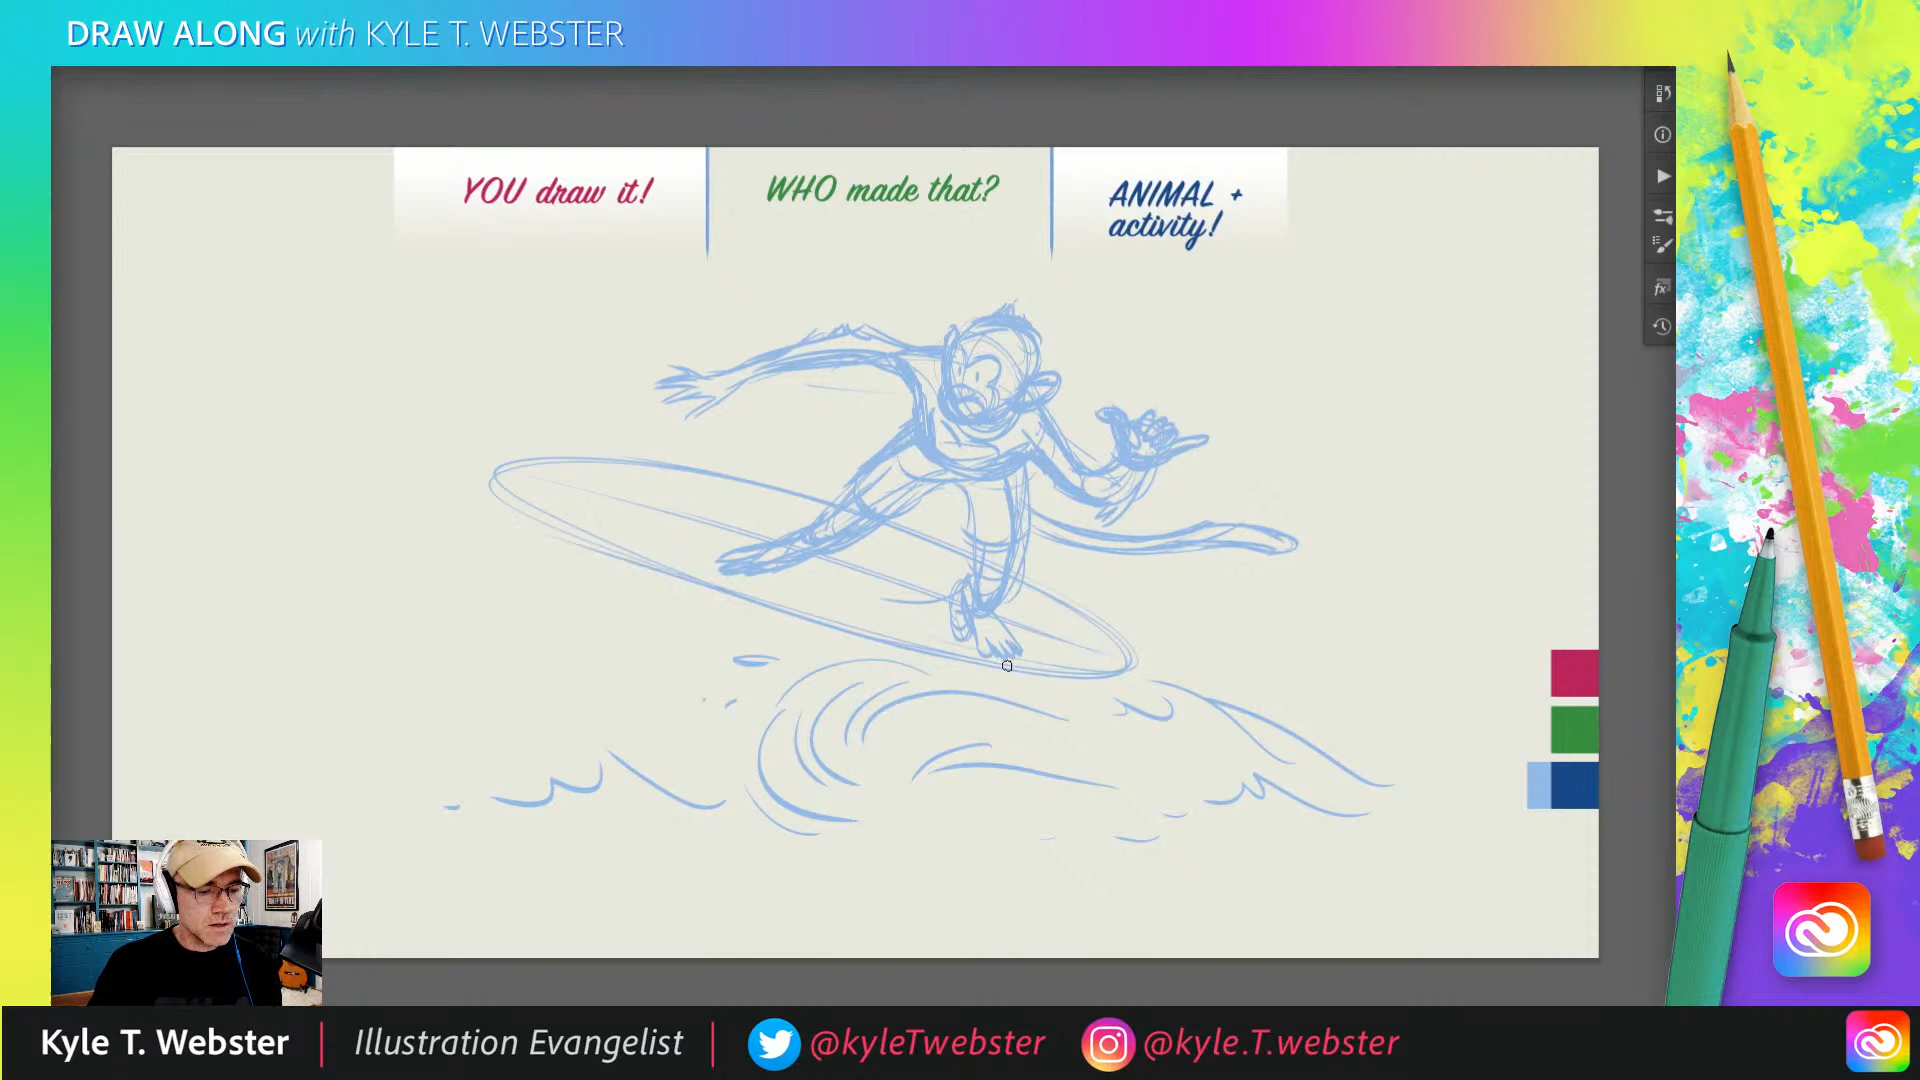 DRAW ALONG with KYLE T. WEBSTER
YOU draw it!
WHO made that?
ANIMAL +
activity!
fx
Kyle T. Webster | Illustration Evangelist | @kyleTwebster @kyle.T.webster